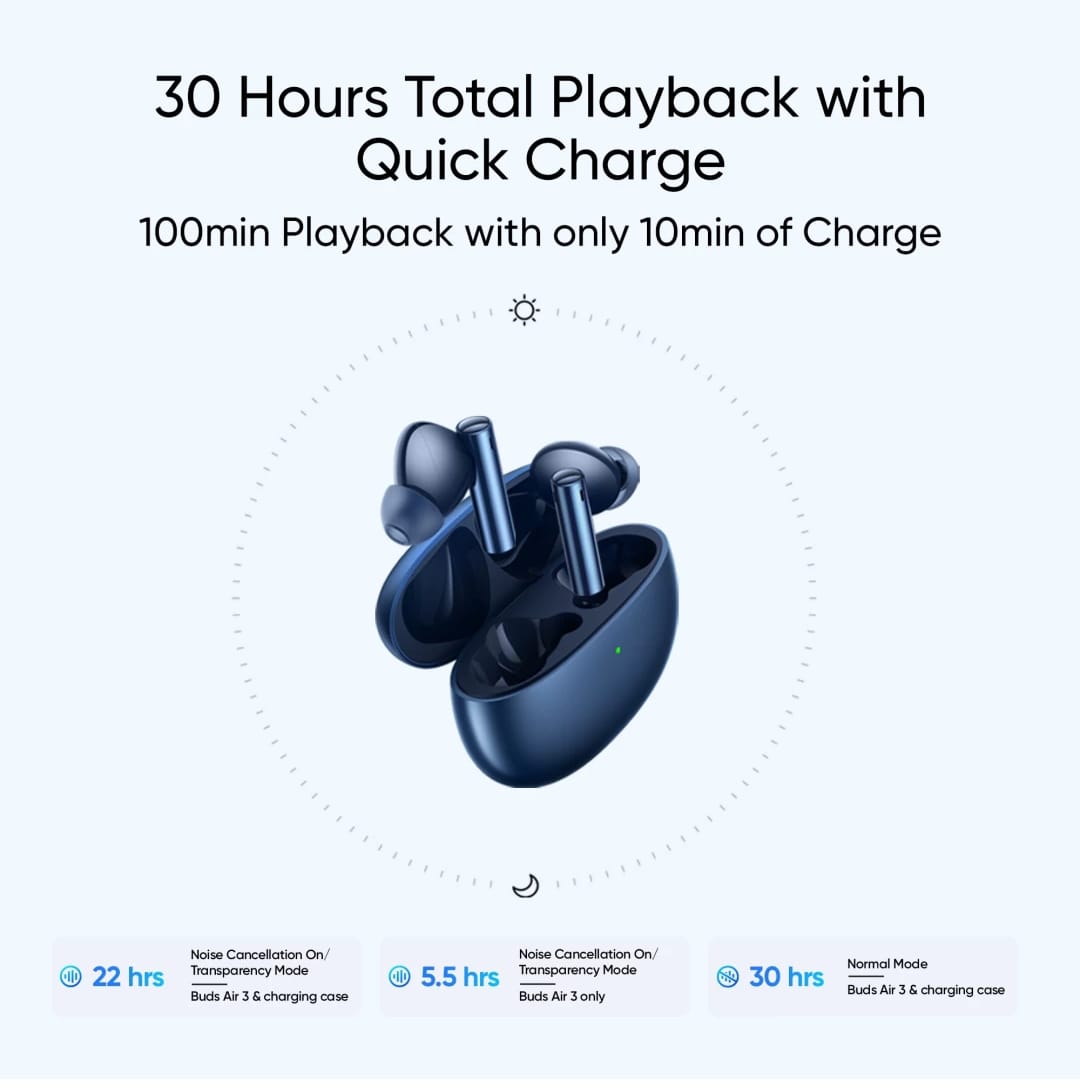 30 Hours Total Playback with
Quick Charge
100min Playback with only 10min of Charge
22 hrs
Noise Cancellation On/
Transparency Mode
Buds Air 3 & charging case
5.5 hrs
Noise Cancellation On/
Transparency Mode
Buds Air 3 only
30 hrs
Normal Mode
Buds Air 3 & charging case